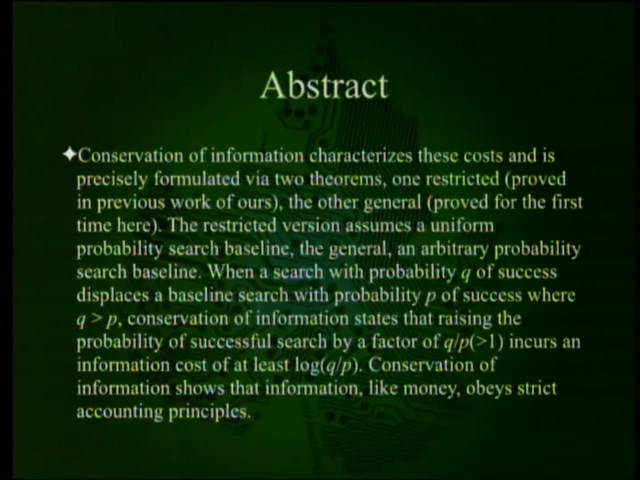 Abstract
✦Conservation of information characterizes these costs and is
precisely formulated via two theorems, one restricted (proved
in previous work of ours), the other general (proved for the first
time here). The restricted version assumes a uniform
probability search baseline, the general, an arbitrary probability
search baseline. When a search with probability q of success
displaces a baseline search with probability p of success where
q > p, conservation of information states that raising the
probability of successful search by a factor of q/p(>1) incurs an
information cost of at least log(q/p). Conservation of
information shows that information, like money, obeys strict
accounting principles.